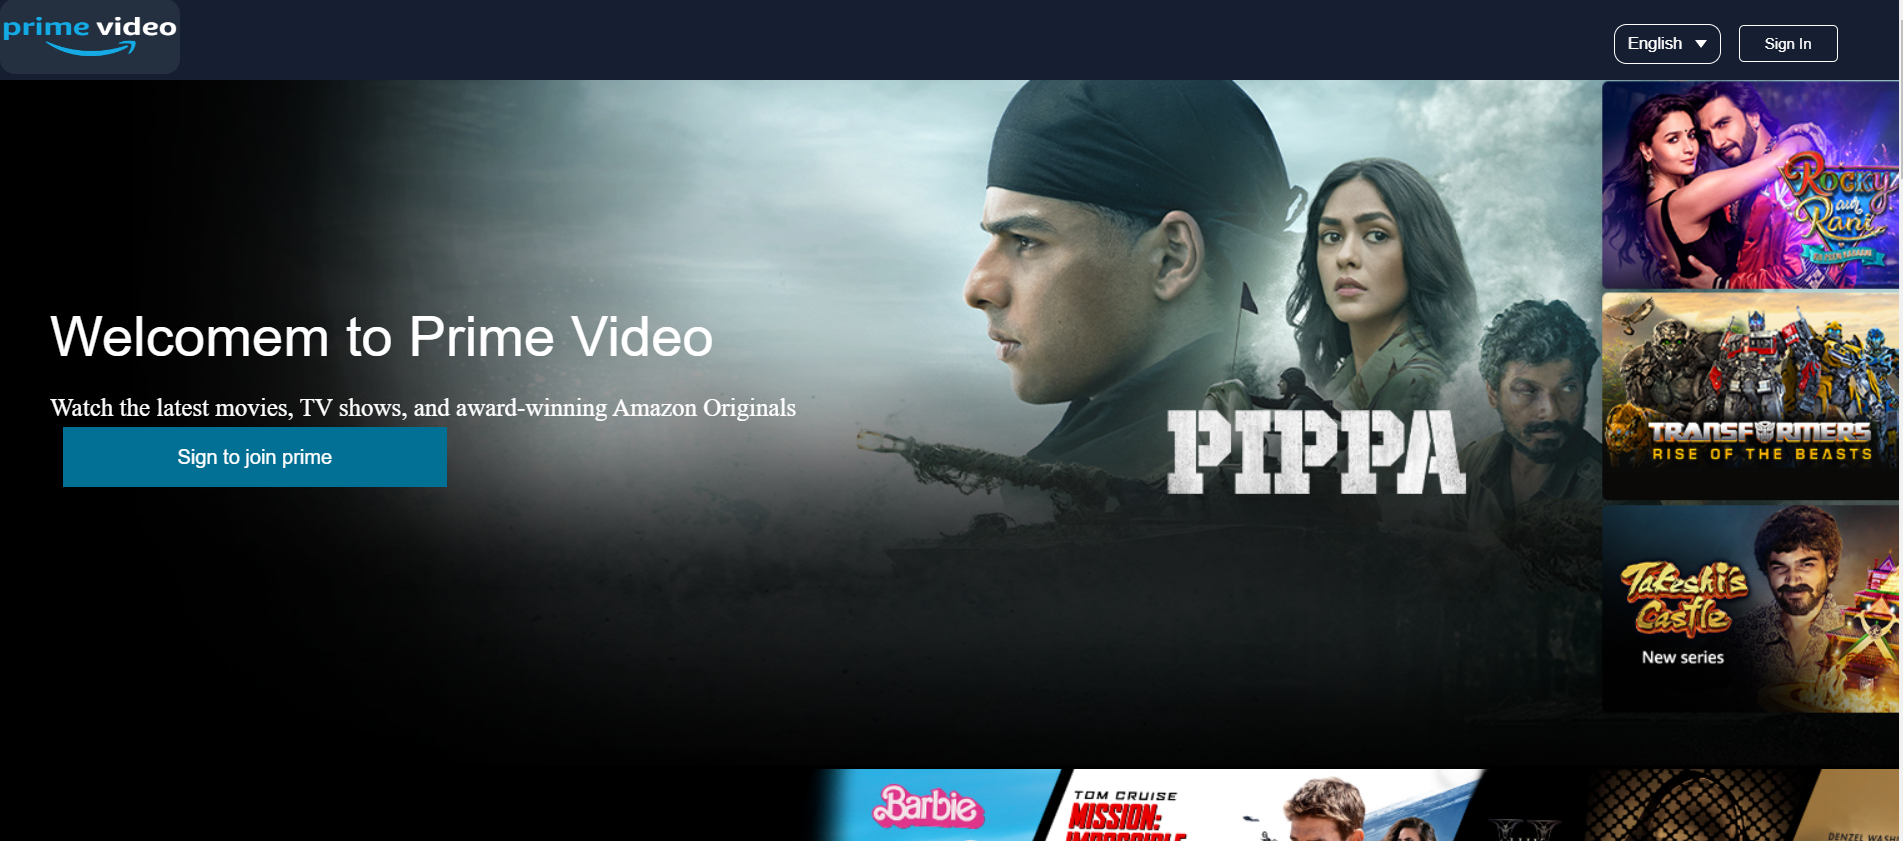 prime video
English
Sign In
Rocky
aur
Rani
Welcomem to Prime Video
Watch the latest movies, TV shows, and award-winning Amazon Originals
Sign to join prime
PIPPA
TRANSFORMERS
RISE OF THE BEASTS
Takeshi's
Castle
New series
Barbie
TOM CRUISE
MISSION:
IMPOSSIBLE
DENZEL WASH